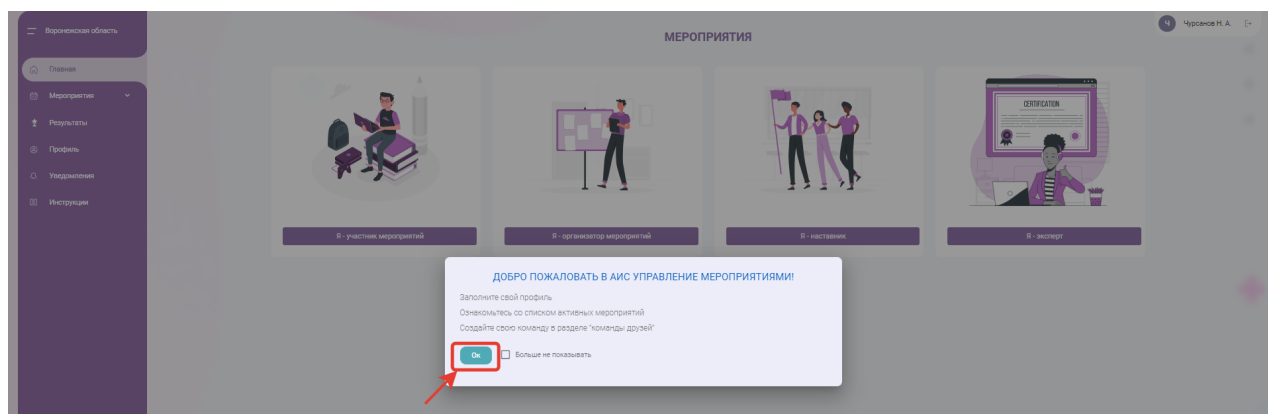 Воронежская область
Ч Чурсанов Н. А.
МЕРОПРИЯТИЯ
Главная
Мероприятия
Результаты
Профиль
Уведомления
Инструкции
CERTIFICATION
Я - участник мероприятий
Я - организатор мероприятий
Я - наставник
Я - эксперт
ДОБРО ПОЖАЛОВАТЬ В АИС УПРАВЛЕНИЕ МЕРОПРИЯТИЯМИ!
Заполните свой профиль
Ознакомьтесь со списком активных мероприятий
Создайте свою команду в разделе "команды друзей"
Ок Больше не показывать